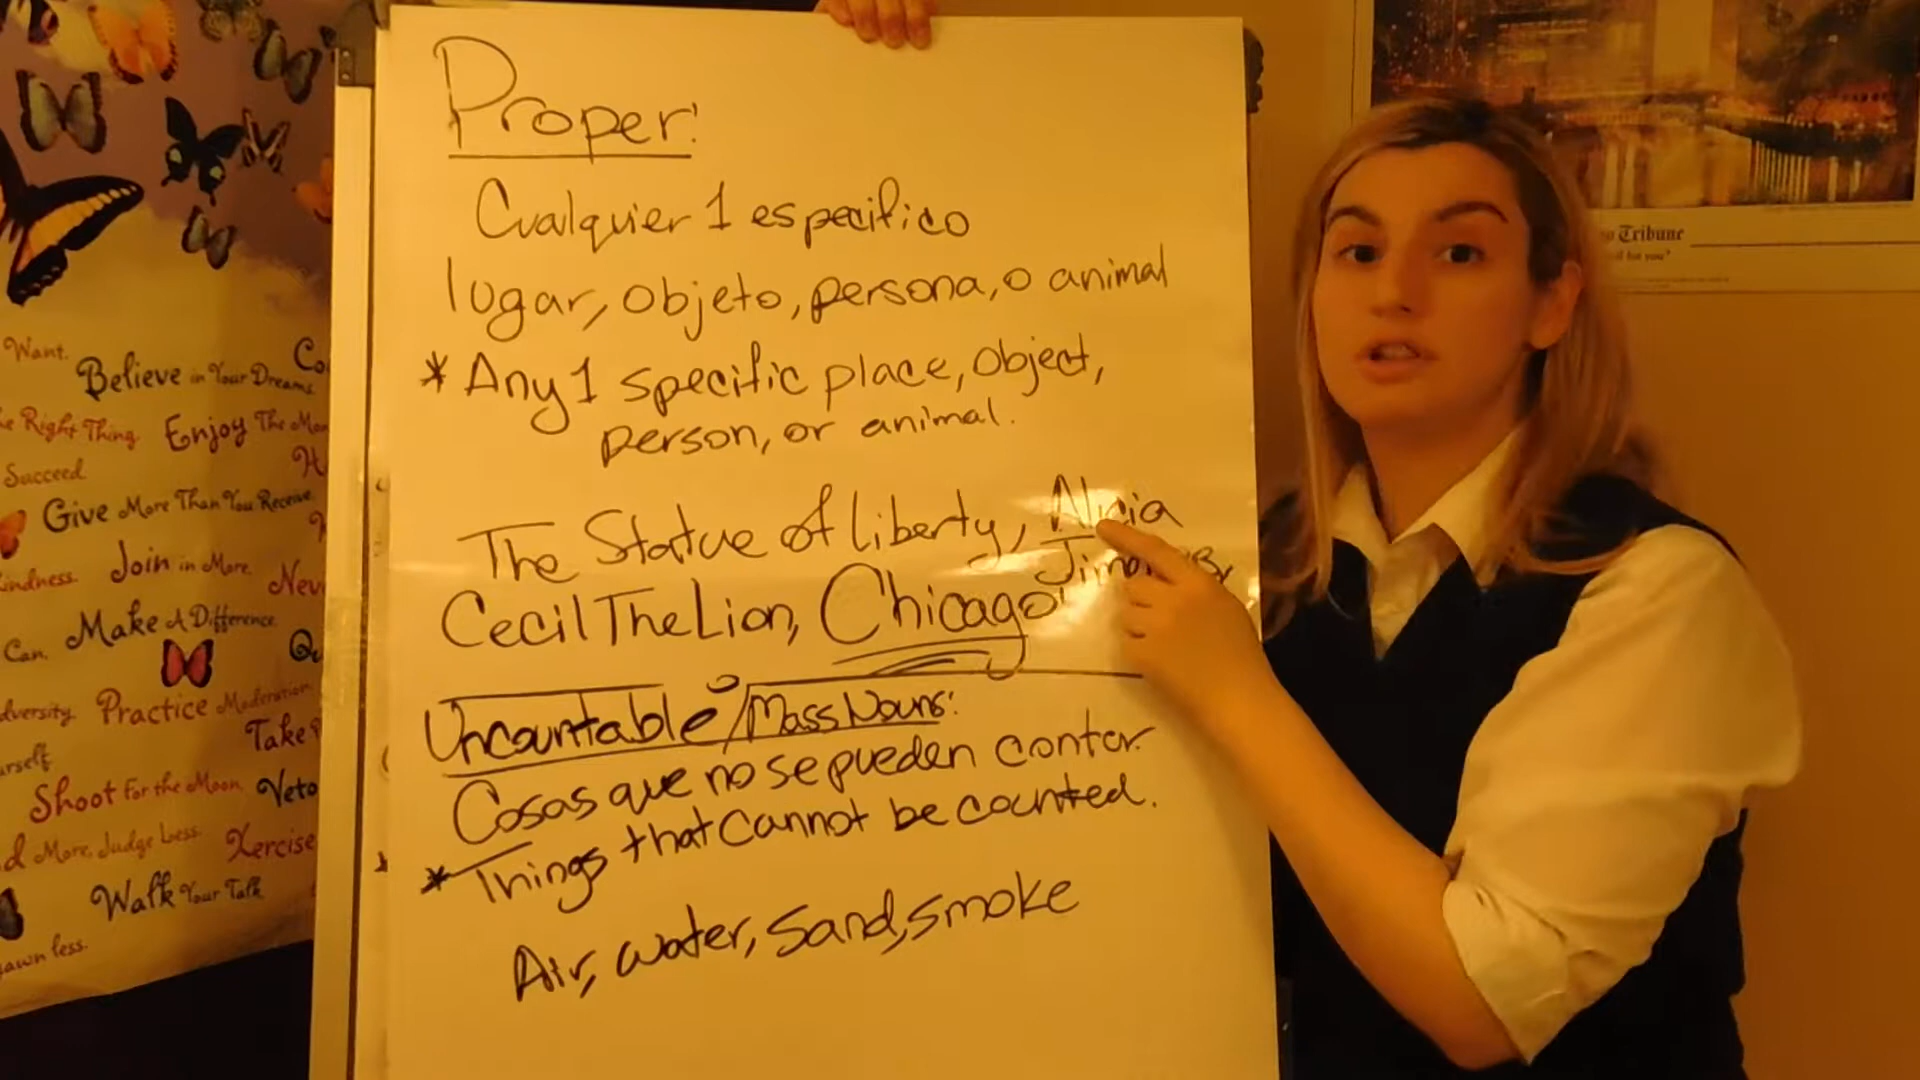 Proper:
Cualquier 1 especifico
lugar, objeto, persona, o animal
* Any 1 specific place, object,
person, or animal.
The Statue of Liberty, Alicia
Cecil The Lion, Chicago
Uncountable/Mass Nouns:
Cosas que no se pueden contar.
* Things that cannot be counted.
Air, water, sand, smoke
Want.
Believe in Your Dreams
Right Thing. Enjoy The
Succeed.
Give More Than You Receive.
Join in More.
Make A Difference.
Can.
Practice Moderation.
Take
Shoot For the Moon. Veto
More, Judge Less. Xercise
Walk Your Talk
less.
Tribune